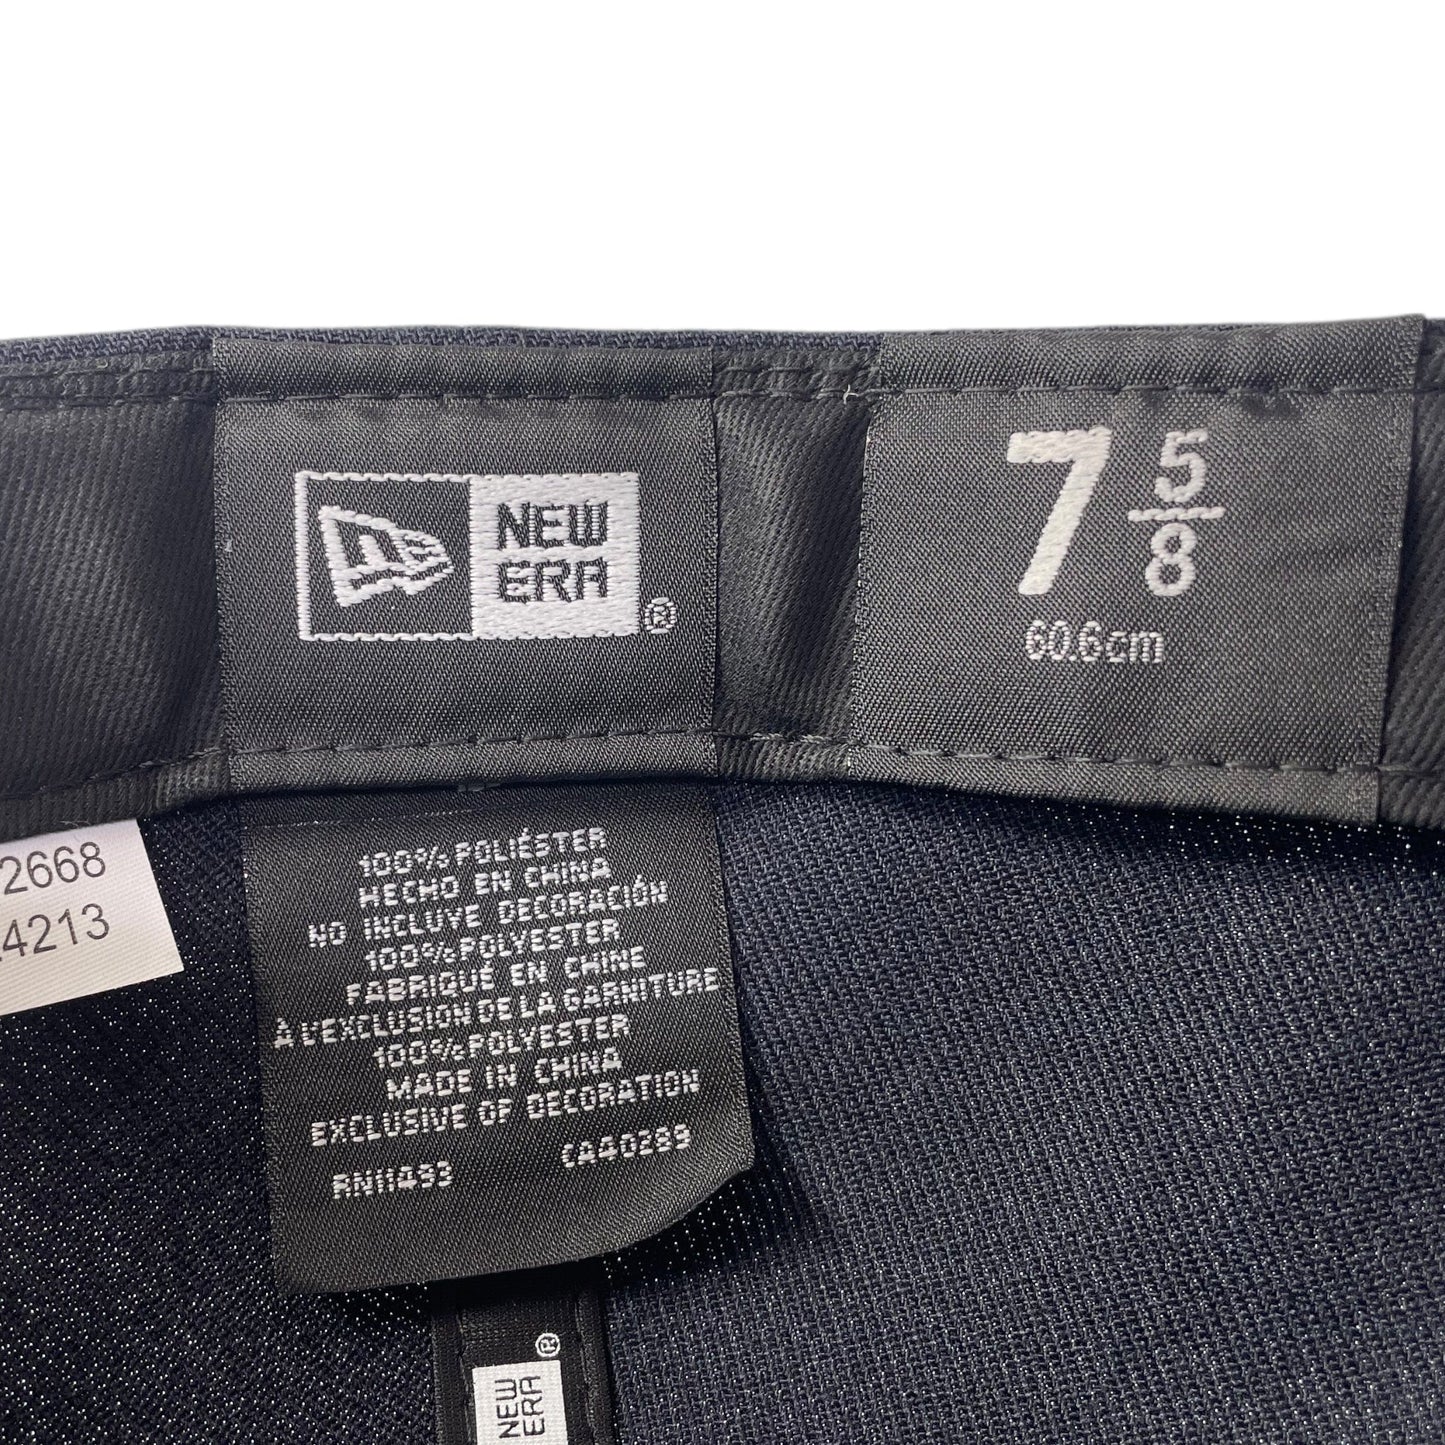 NEW
ERA
®
7 5/8
60.6cm
2668
4213
100% POLIÉSTER
HECHO EN CHINA
NO INCLUYE DECORACIÓN
100% POLYESTER
FABRIQUÉ EN CHINE
À L'EXCLUSION DE LA GARNITURE
100% POLYESTER
MADE IN CHINA
EXCLUSIVE OF DECORATION
RN11493 CA40289
NEW
ERA
®